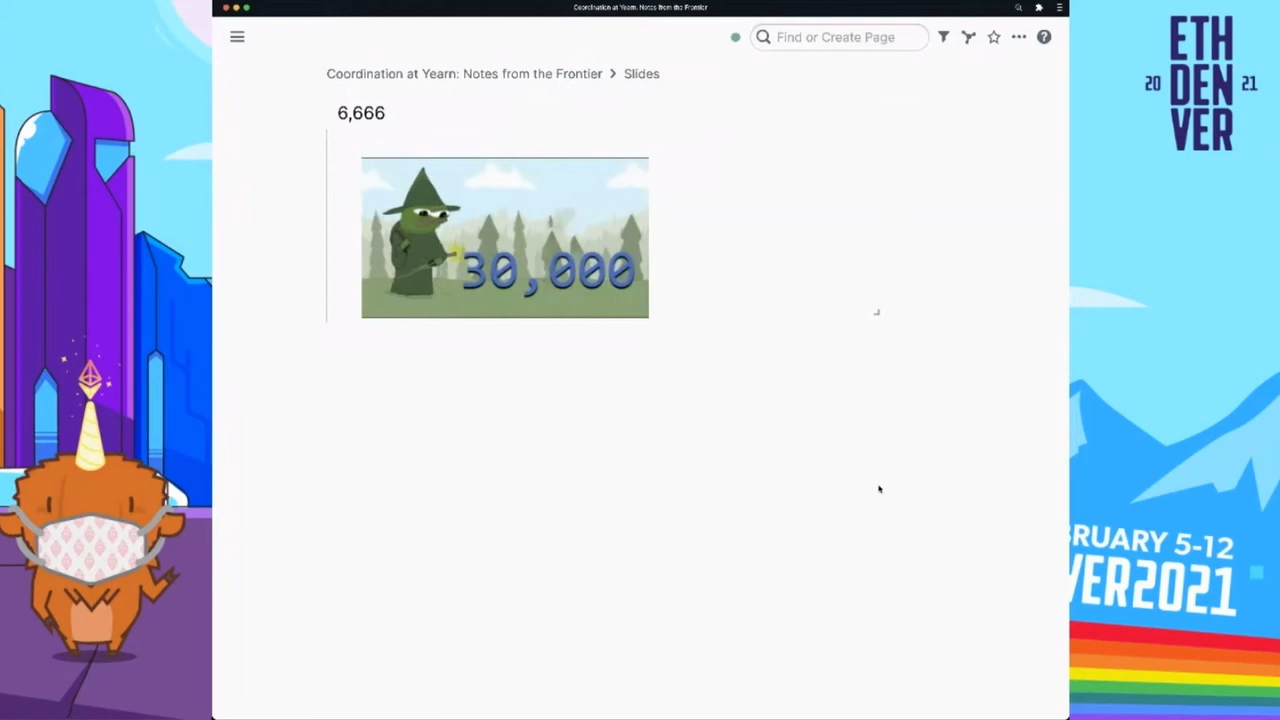 Coordination at Yearn: Notes from the Frontier
Find or Create Page
Coordination at Yearn: Notes from the Frontier > Slides
6,666
30,000
ETH
20 DEN 21
VER
BRUARY 5-12
VER2021